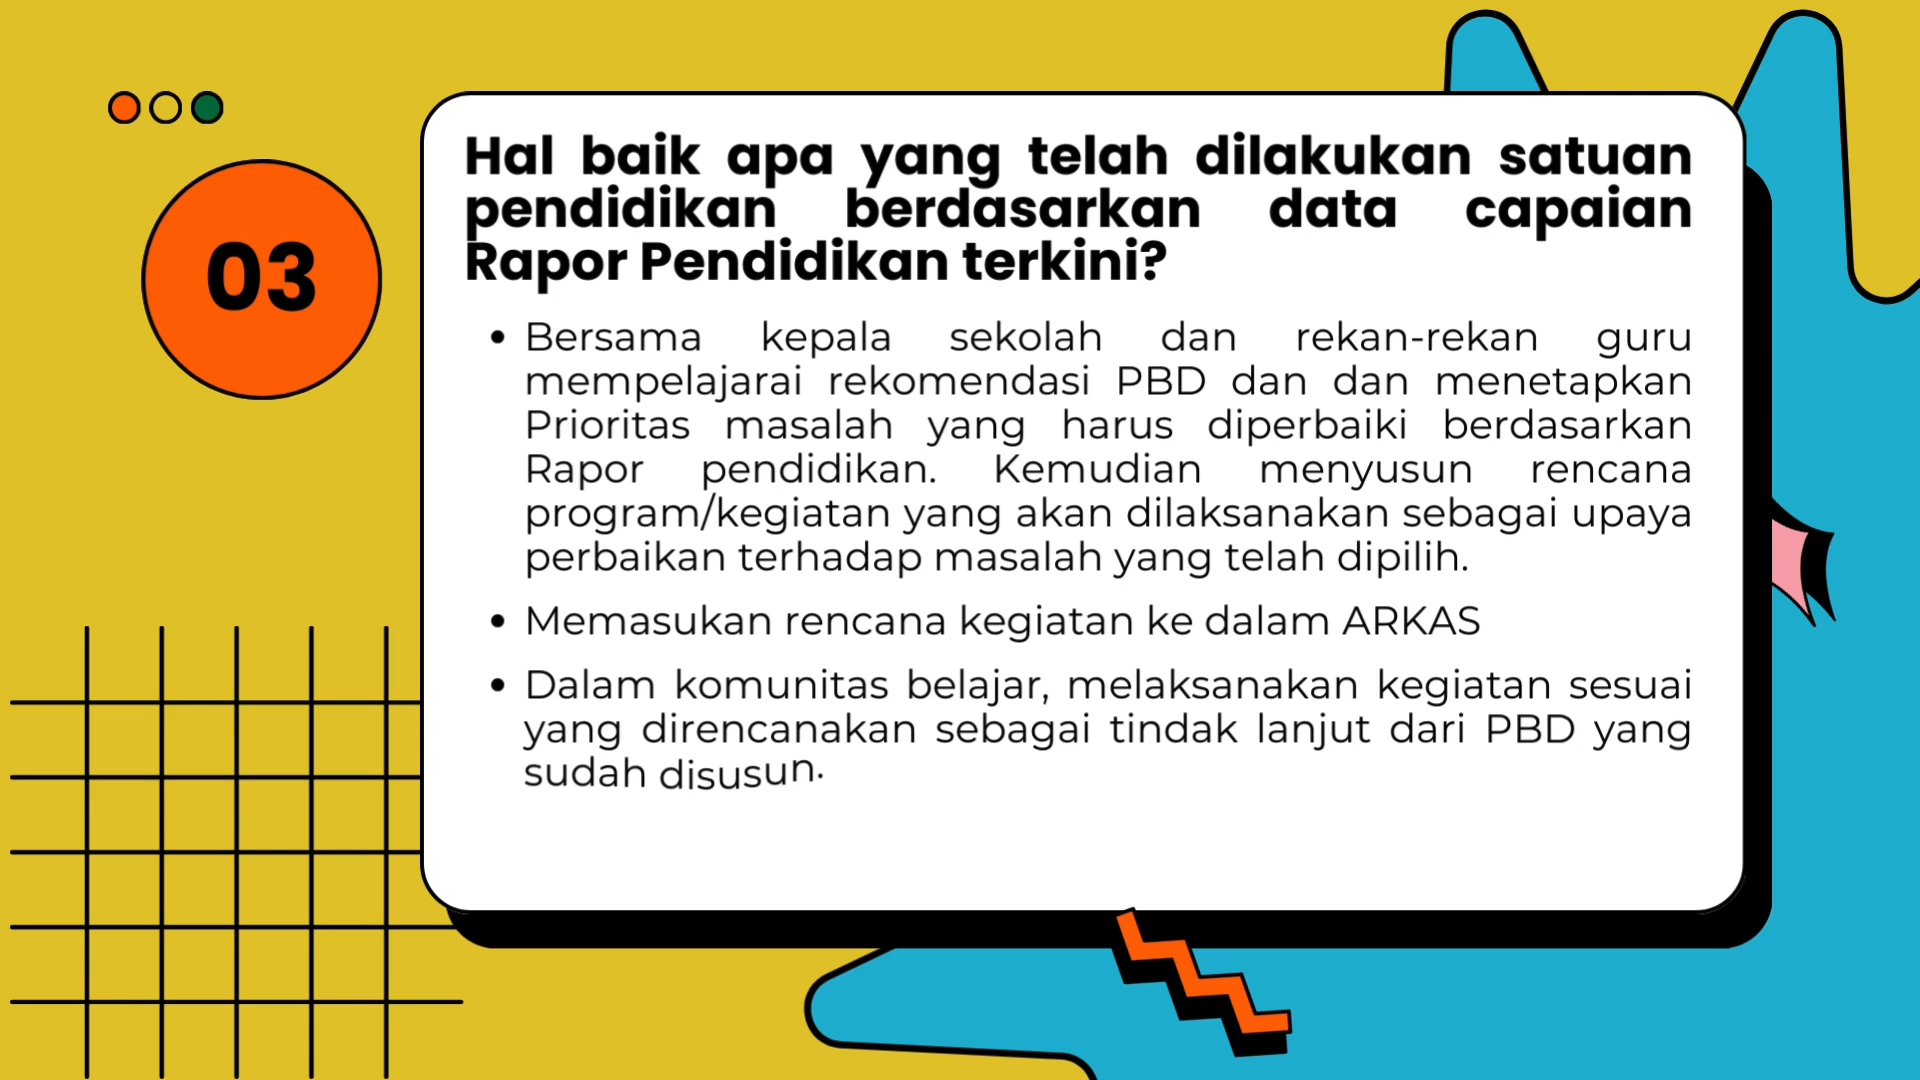 03
Hal baik apa yang telah dilakukan satuan
pendidikan berdasarkan data capaian
Rapor Pendidikan terkini?
• Bersama kepala sekolah dan rekan-rekan guru
mempelajarai rekomendasi PBD dan dan menetapkan
Prioritas masalah yang harus diperbaiki berdasarkan
Rapor pendidikan. Kemudian menyusun rencana
program/kegiatan yang akan dilaksanakan sebagai upaya
perbaikan terhadap masalah yang telah dipilih.
• Memasukan rencana kegiatan ke dalam ARKAS
• Dalam komunitas belajar, melaksanakan kegiatan sesuai
yang direncanakan sebagai tindak lanjut dari PBD yang
sudah disusun.